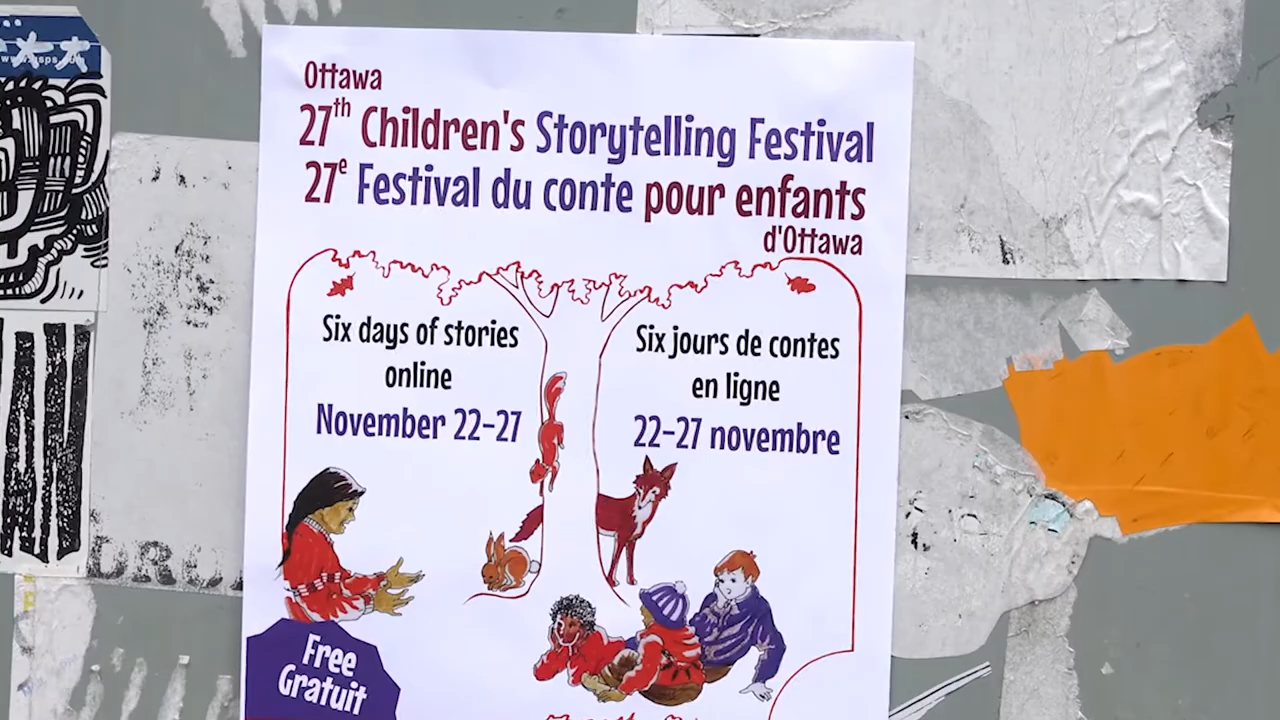 Ottawa
27th Children's Storytelling Festival
27e Festival du conte pour enfants
d'Ottawa
Six days of stories
online
November 22-27
Six jours de contes
en ligne
22-27 novembre
Free
Gratuit